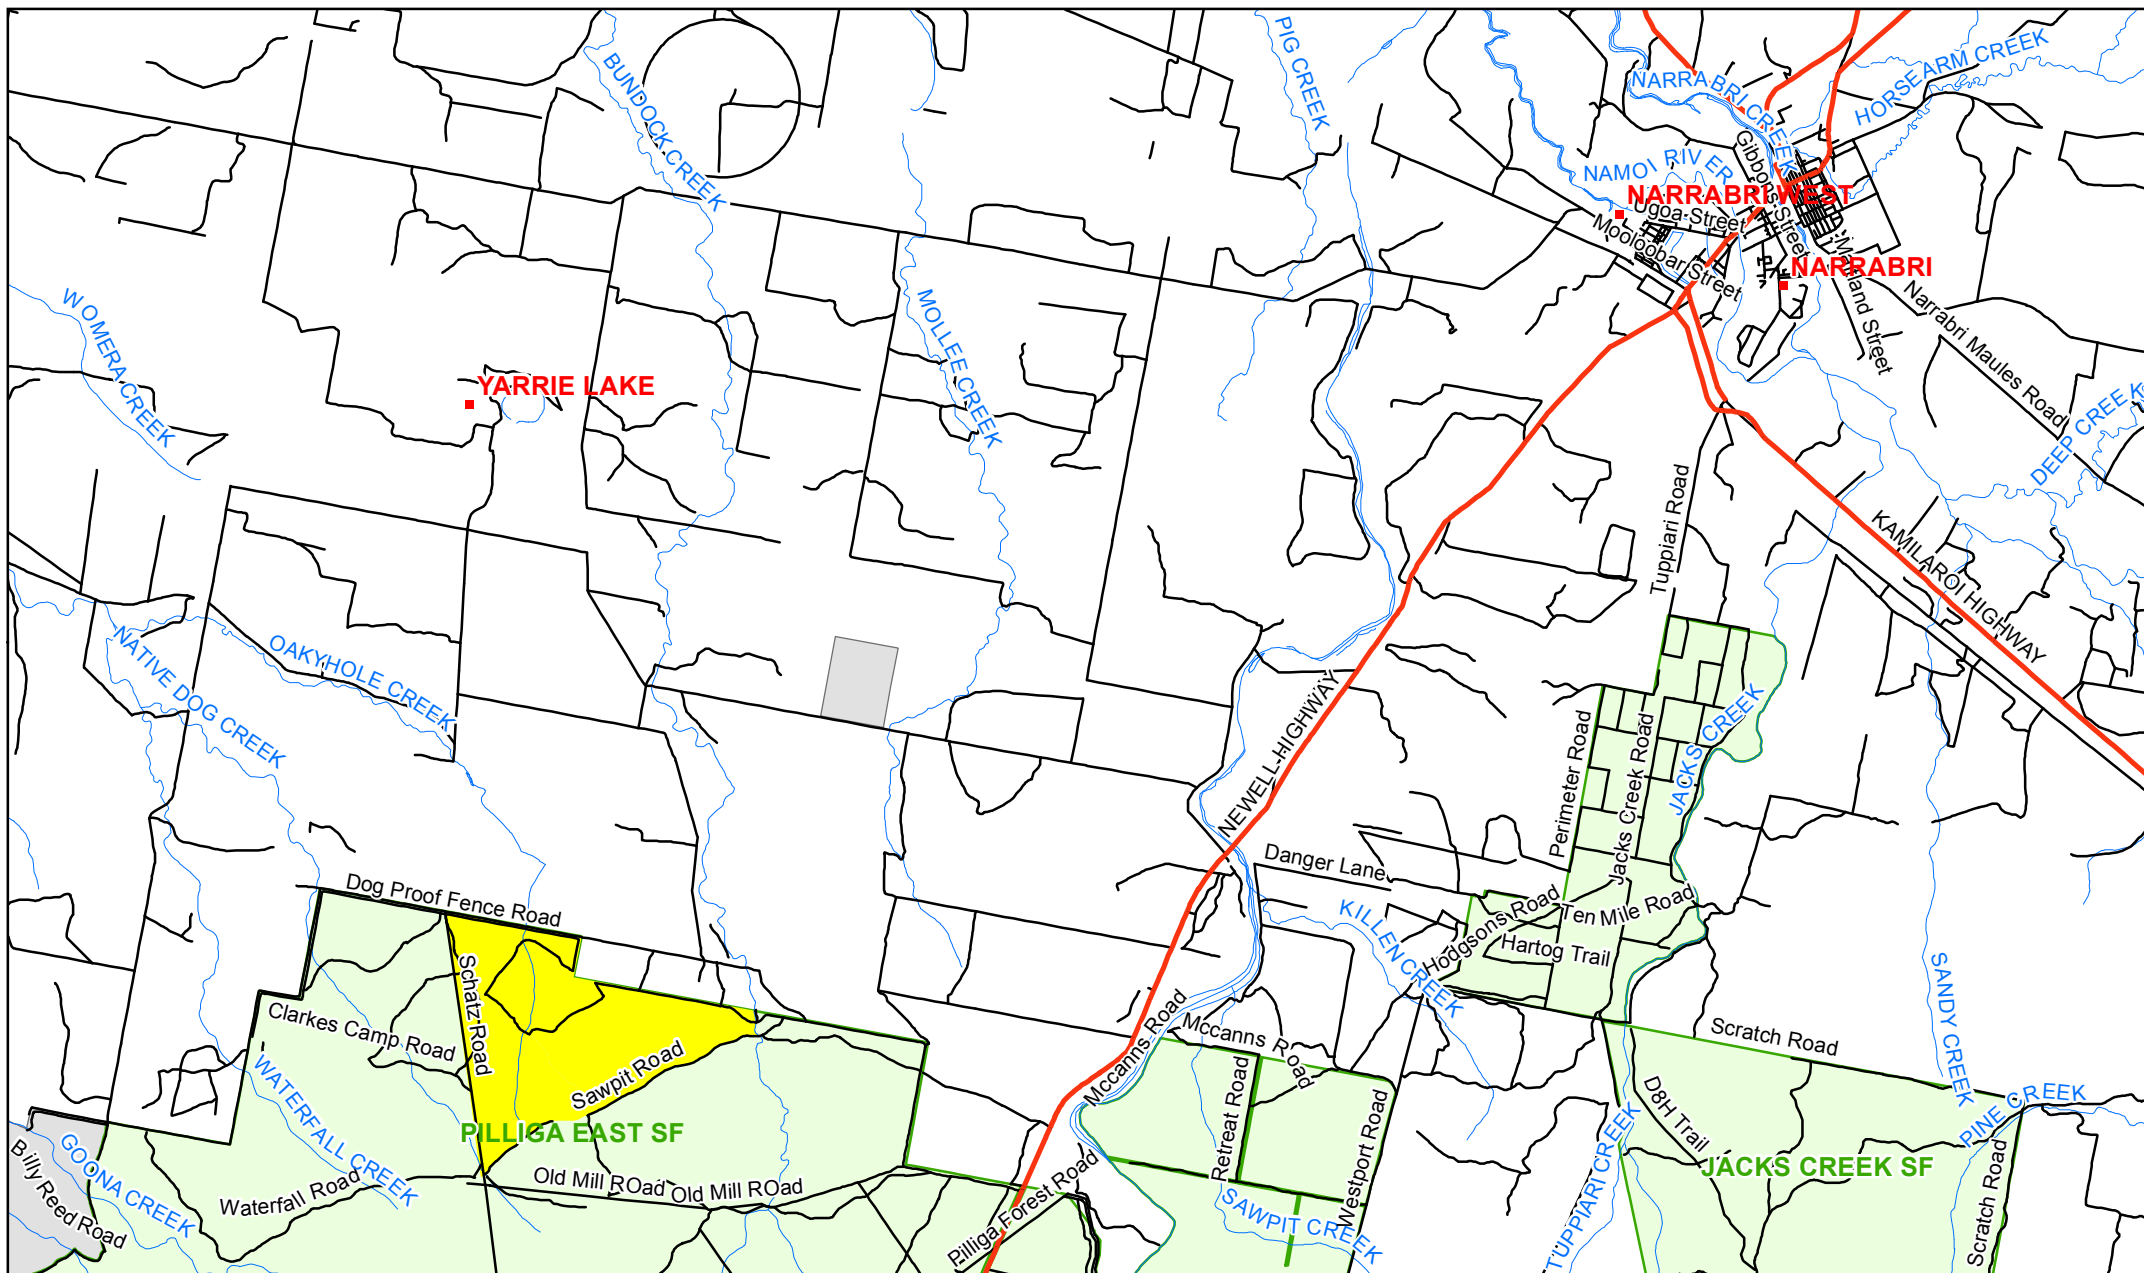 PIG CREEK
BUNDOCK CREEK
NARRABRI CREEK
HORSE ARM CREEK
NAMOI RIVER
Gibbons Street
NARRABRI WEST
Ugoa Street
Mooloobar Street
NARRABRI
Maitland Street
Narrabri Maules Road
WOMERA CREEK
MOLLEE CREEK
YARRIE LAKE
DEEP CREEK
Tuppiari Road
KAMILAROI HIGHWAY
NATIVE DOG CREEK
OAKYHOLE CREEK
NEWELL HIGHWAY
Perimeter Road
Jacks Creek Road
JACKS CREEK
Danger Lane
Dog Proof Fence Road
KILLEN CREEK
Hodgsons Road
Ten Mile Road
Hartog Trail
Schatz Road
SANDY CREEK
Clarkes Camp Road
Mccanns Road
Mccanns Road
Scratch Road
Sawpit Road
WATERFALL CREEK
Retreat Road
Westport Road
D8H Trail
TUPPIARI CREEK
PINE CREEK
PILLIGA EAST SF
GOONA CREEK
Billy Reed Road
Waterfall Road
Old Mill ROad
Old Mill ROad
Pilliga Forest Road
SAWPIT CREEK
JACKS CREEK SF
Scratch Road